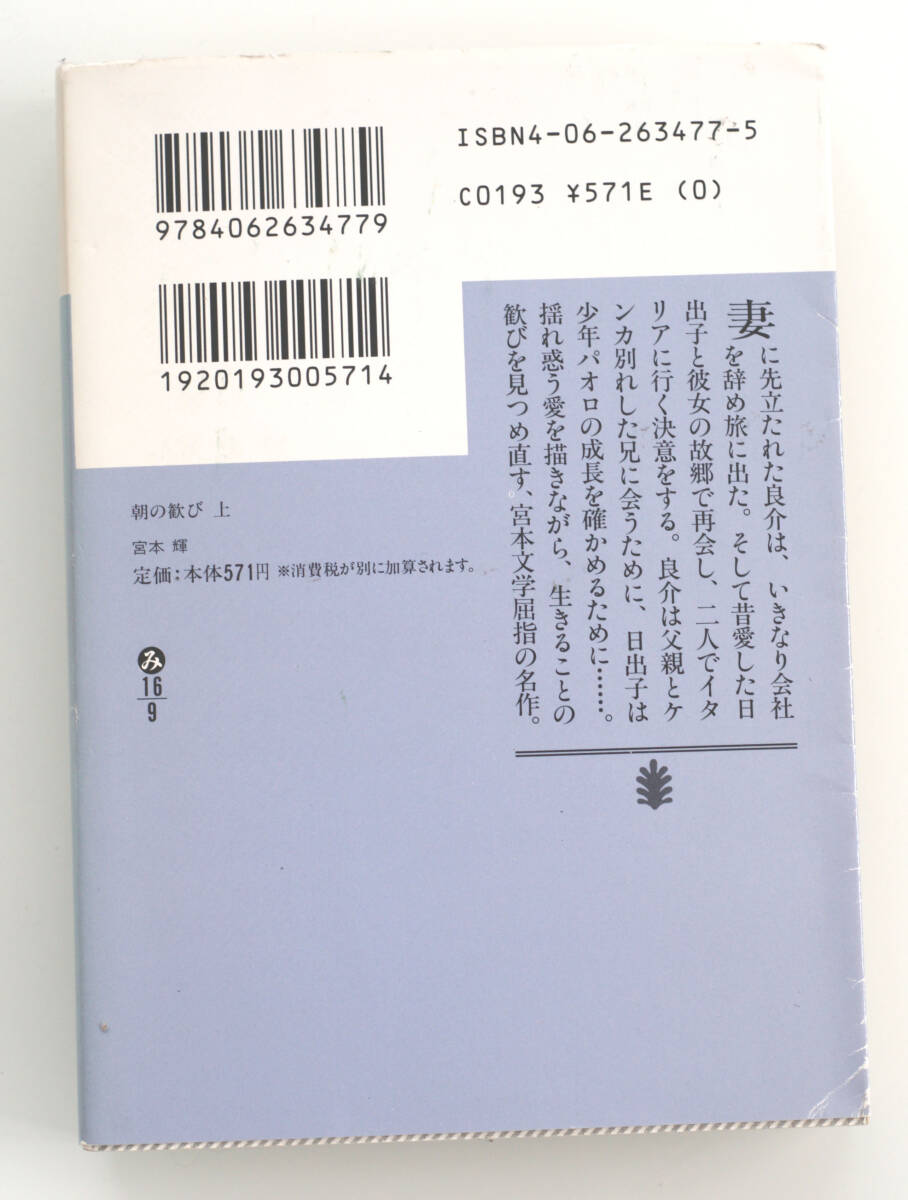 ISBN4-06-263477-5
C0193 ¥571E (0)
9784062634779
1920193005714
妻に先立たれた良介は、いきなり会社
を辞め旅に出た。そして昔愛した日
出子と彼女の故郷で再会し、二人でイタ
リアに行く決意をする。良介は父親とケ
ンカ別れした兄に会うために、日出子は
少年パオロの成長を確かめるために……。
揺れ惑う愛を描きながら、生きることの
歓びを見つめ直す、宮本文学屈指の名作。
朝の歓び 上
宮本 輝
定価：本体571円 ※消費税が別に加算されます。
み
16
9